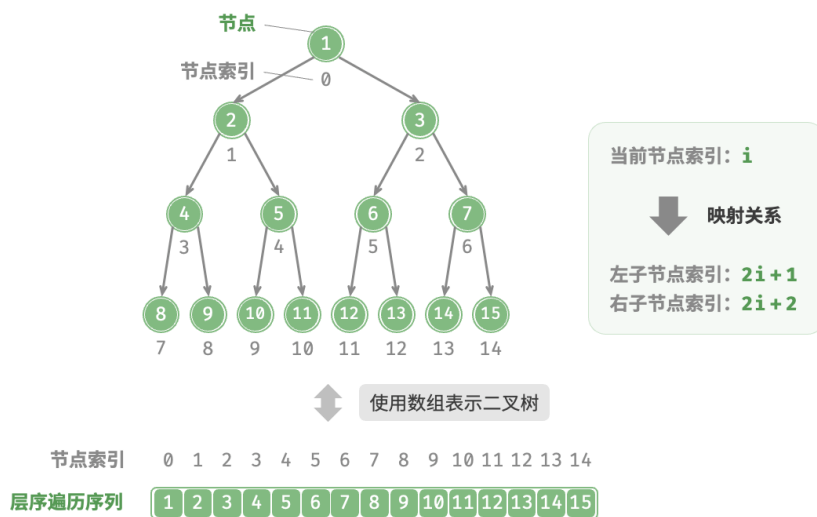 节点
1
节点索引
0
2 3
1 2
当前节点索引：i
映射关系
左子节点索引：2i+1
右子节点索引：2i+2
4 5 6 7
3 4 5 6
8 9 10 11 12 13 14 15
7 8 9 10 11 12 13 14
使用数组表示二叉树
节点索引 0 1 2 3 4 5 6 7 8 9 10 11 12 13 14
层序遍历序列 1 2 3 4 5 6 7 8 9 10 11 12 13 14 15